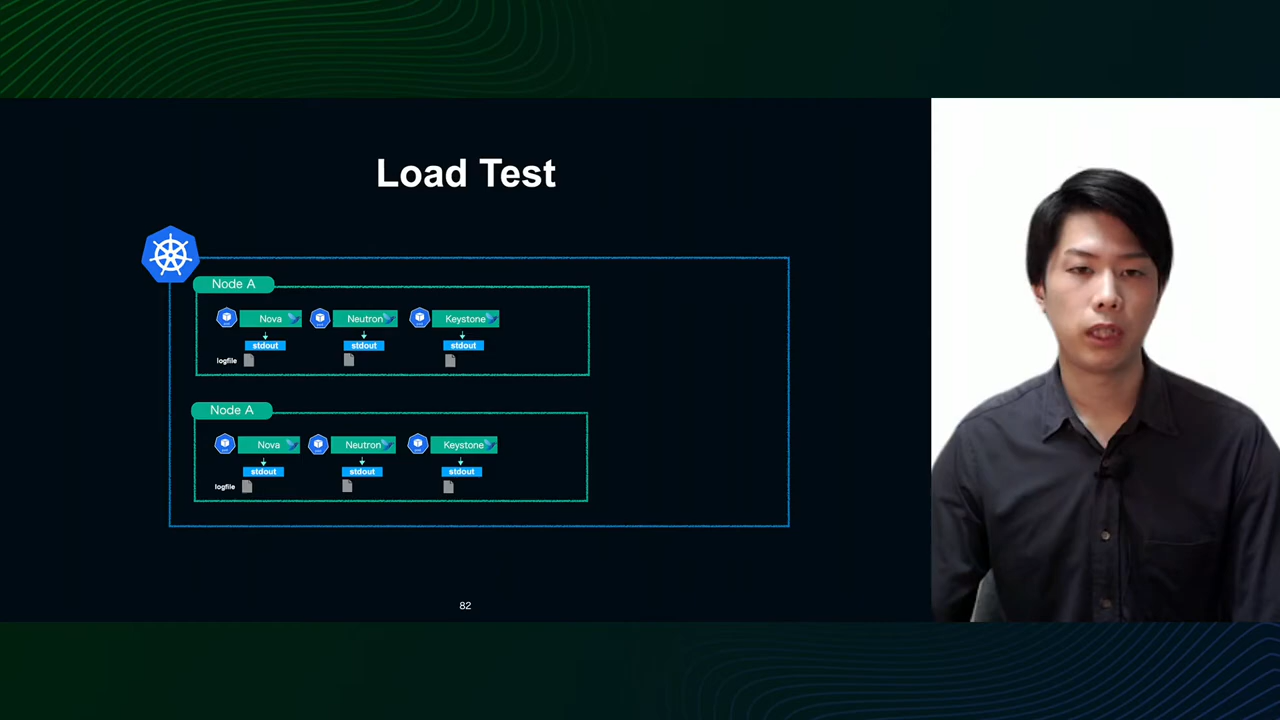 Load Test
Node A
Nova Neutron Keystone
stdout stdout stdout
logfile
Node A
Nova Neutron Keystone
stdout stdout stdout
logfile
82